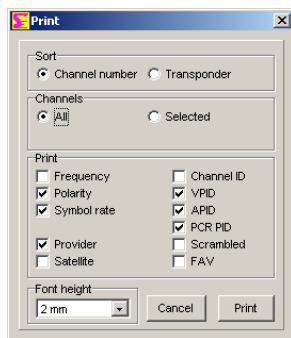 Print
Sort
Channel number Transponder
Channels
All Selected
Print
Frequency Channel ID
Polarity VPID
Symbol rate APID
PCR PID
Provider Scrambled
Satellite FAV
Font height
2 mm Cancel Print